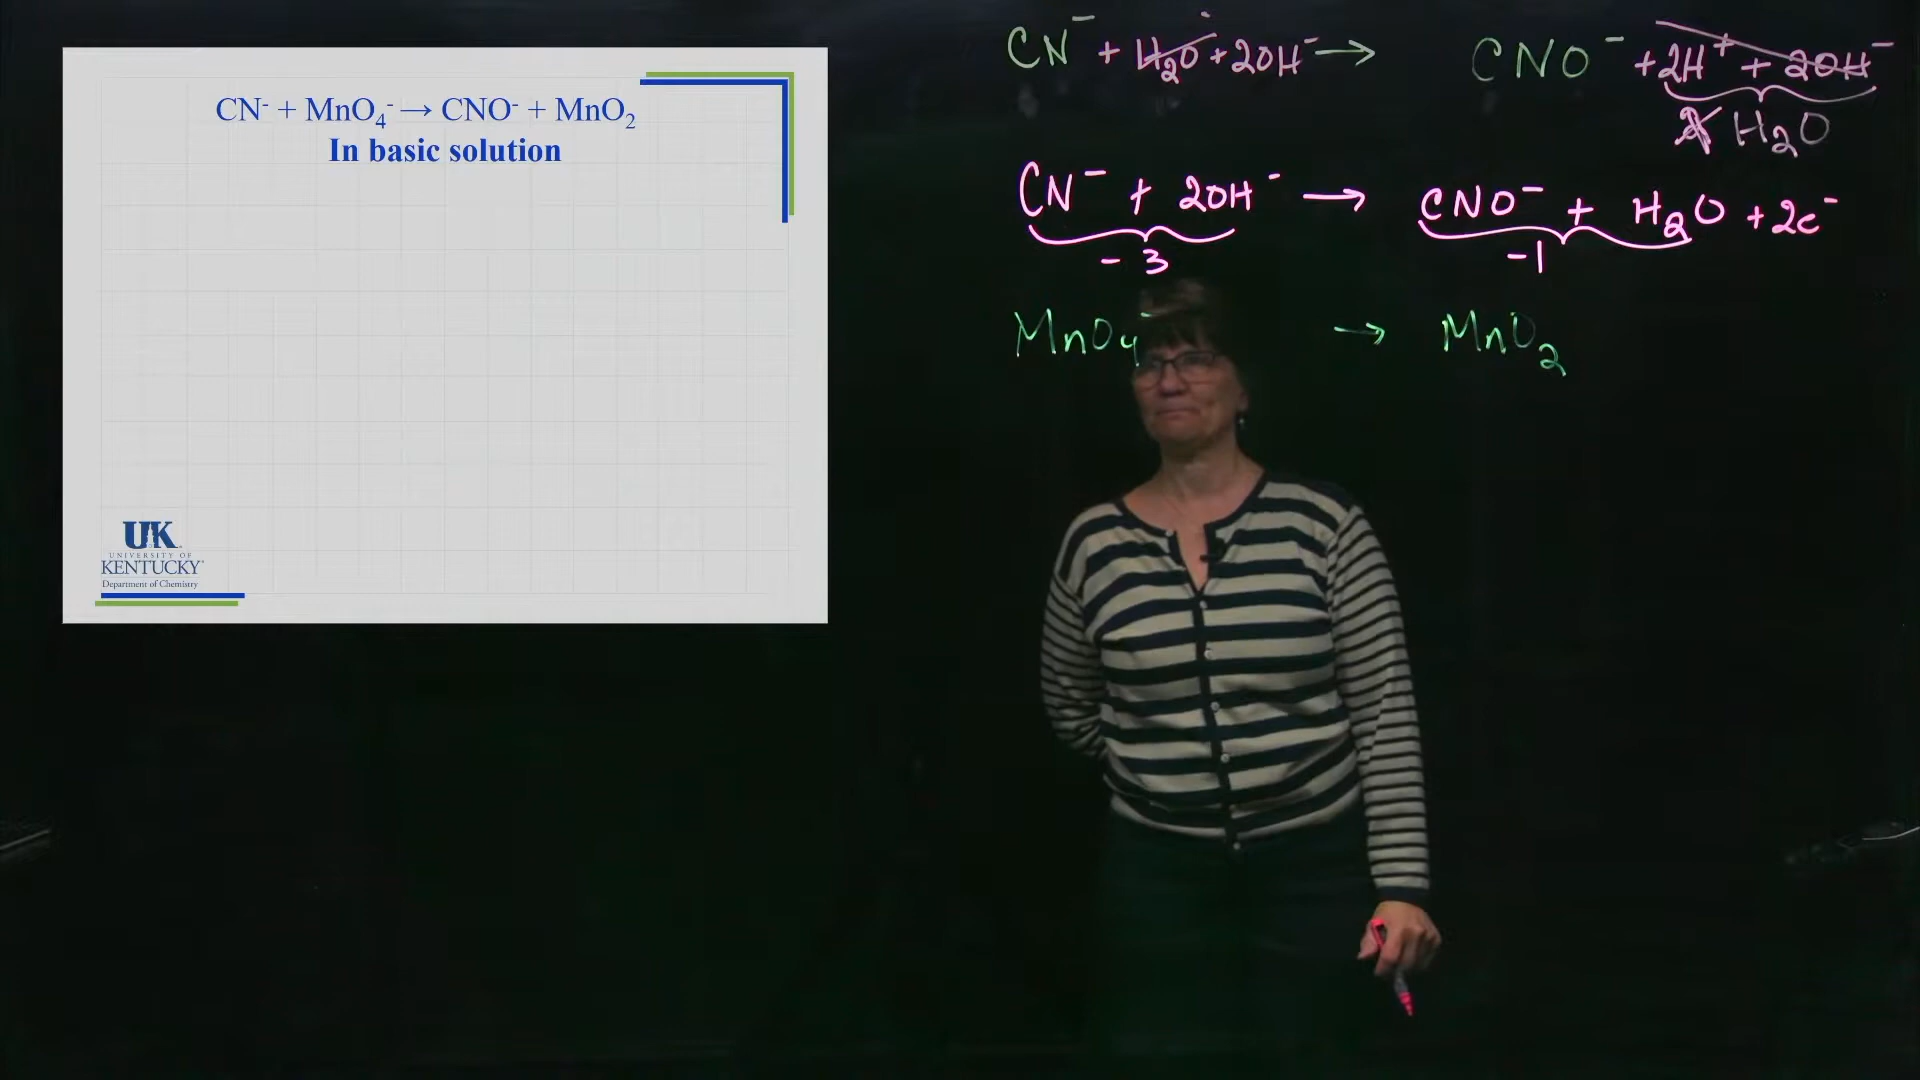 CN⁻ + MnO₄⁻ → CNO⁻ + MnO₂
In basic solution
UK
UNIVERSITY OF
KENTUCKY
Department of Chemistry
CN⁻ + H₂O + 2OH⁻ → CNO⁻ + 2H⁺ + 2OH⁻
2 H₂O
CN⁻ + 2OH⁻ → CNO⁻ + H₂O + 2e⁻
-3 -1
MnO₄⁻ → MnO₂